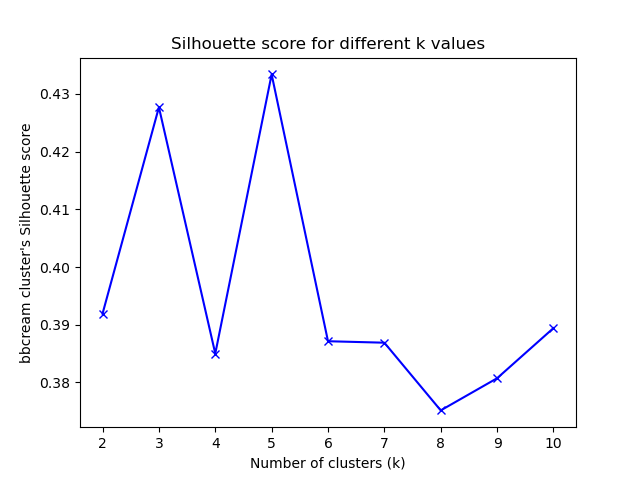 Silhouette score for different k values
bbcream cluster's Silhouette score
0.43
0.42
0.41
0.40
0.39
0.38
2 3 4 5 6 7 8 9 10
Number of clusters (k)